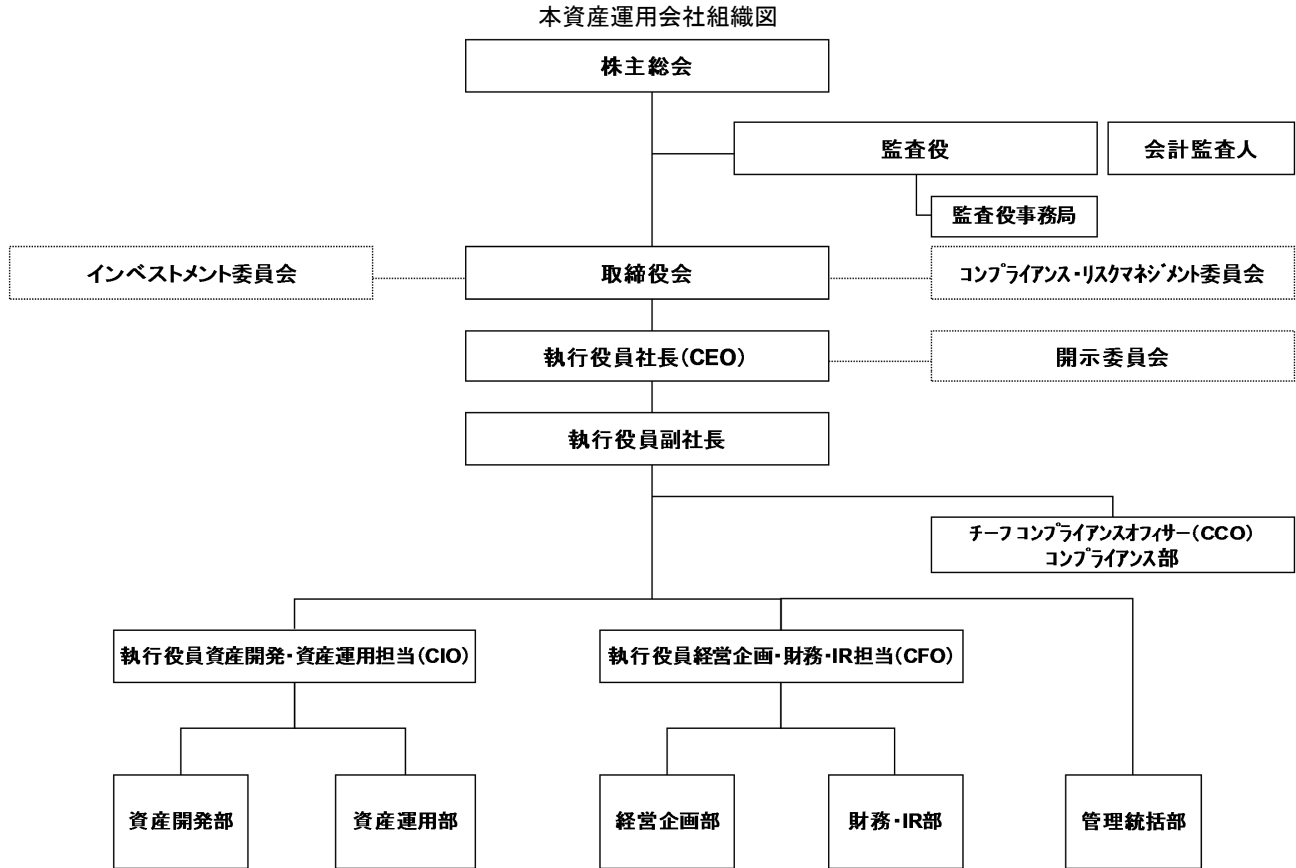 本資産運用会社組織図
株主総会
監査役
会計監査人
監査役事務局
インベストメント委員会
取締役会
コンプライアンス・リスクマネジメント委員会
執行役員社長(CEO)
開示委員会
執行役員副社長
チーフコンプライアンスオフィサー(CCO)
コンプライアンス部
執行役員資産開発・資産運用担当(CIO)
執行役員経営企画・財務・IR担当(CFO)
資産開発部
資産運用部
経営企画部
財務・IR部
管理統括部